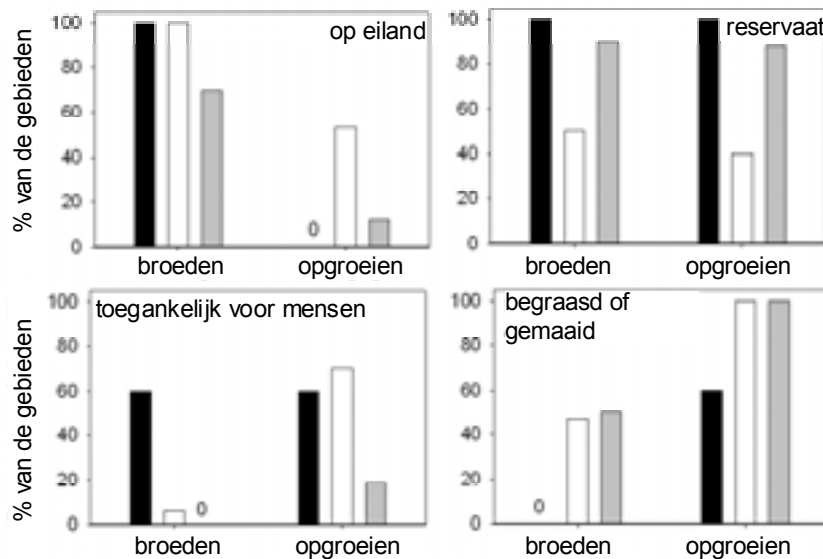 op eiland
100
80
60
40
20
0
0
% van de gebieden
broeden opgroeien
reservaat
100
80
60
40
20
0
broeden opgroeien
toegankelijk voor mensen
100
80
60
40
20
0
0
% van de gebieden
broeden opgroeien
begraasd of
gemaaid
100
80
60
40
20
0
0
broeden opgroeien